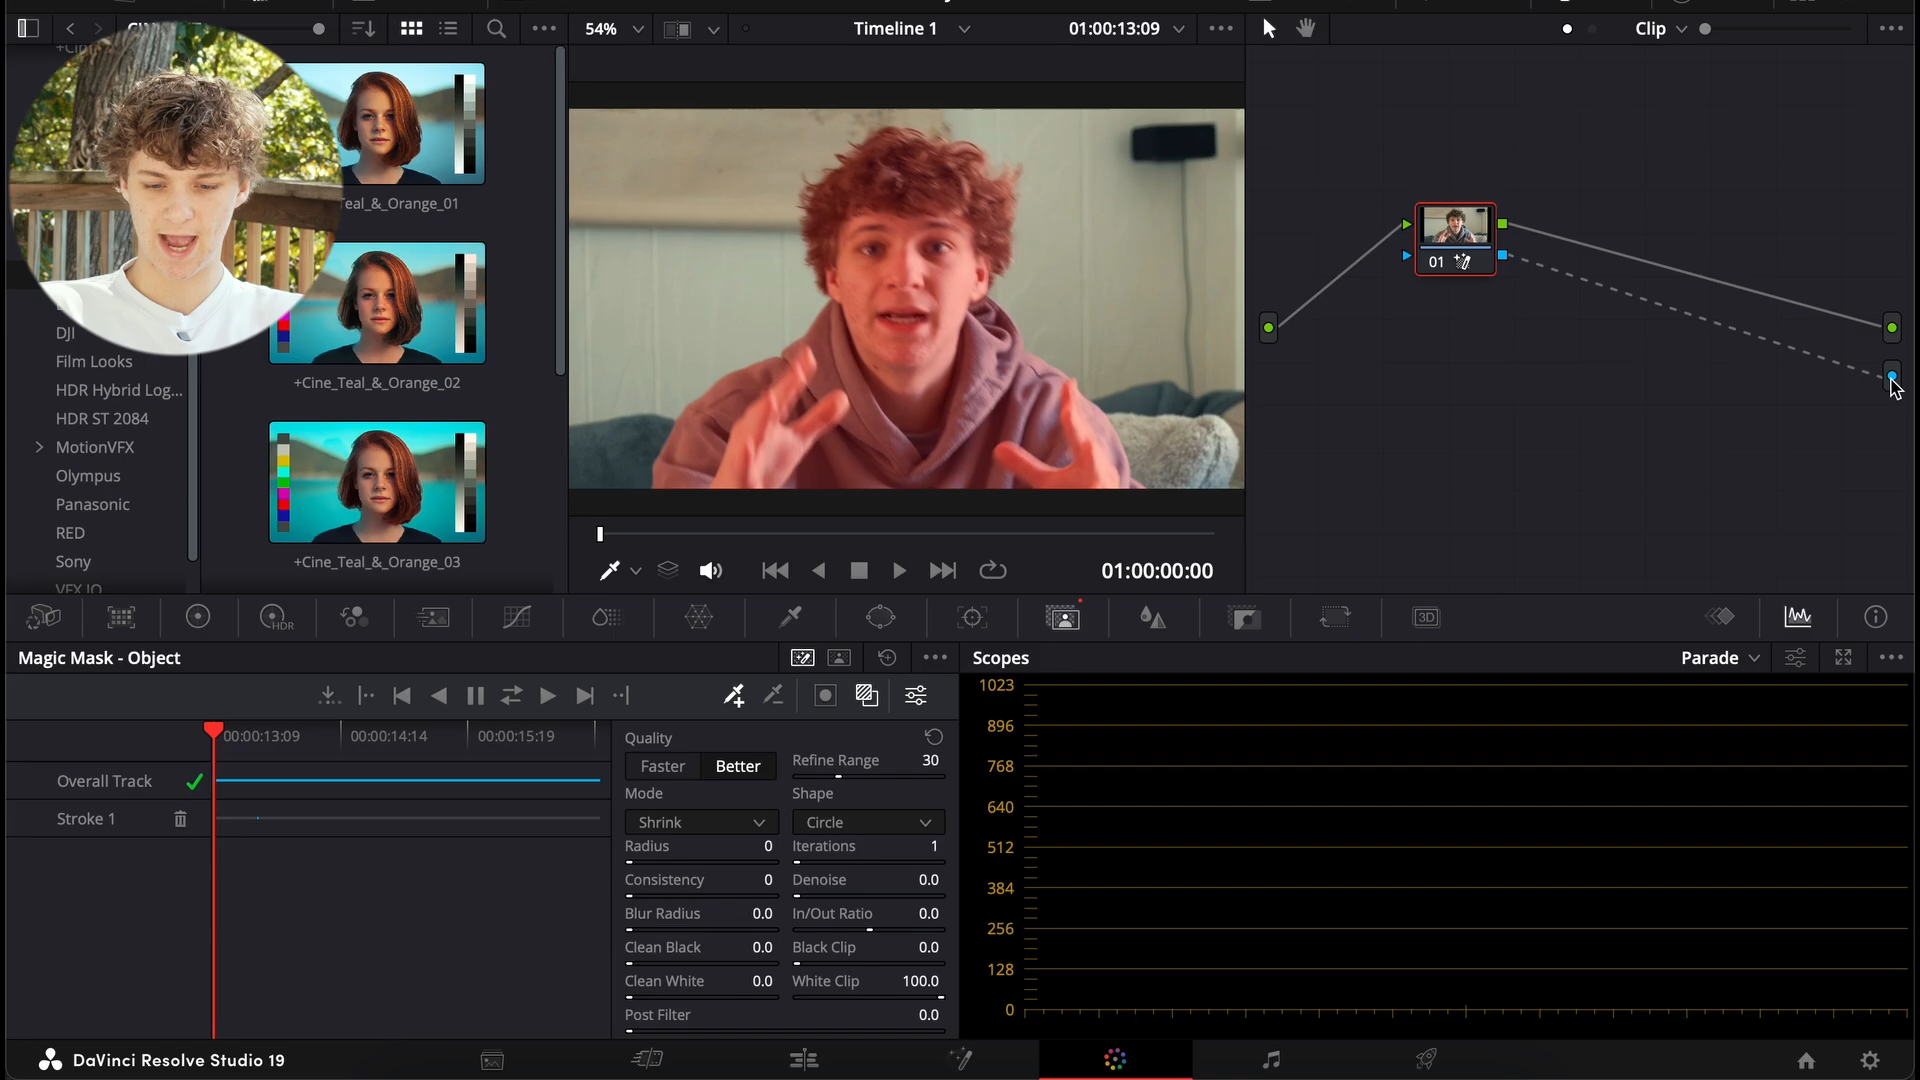 54%
Timeline 1
01:00:13:09
Clip
Teal_&_Orange_01
+Cine_Teal_&_Orange_02
+Cine_Teal_&_Orange_03
DJI
Film Looks
HDR Hybrid Log...
HDR ST 2084
MotionVFX
Olympus
Panasonic
RED
Sony
VFX IO
01
01:00:00:00
HDR
3D
Magic Mask - Object
Scopes
Parade
00:00:13:09
00:00:14:14
00:00:15:19
Overall Track
Stroke 1
Quality
Faster
Better
Refine Range
30
Mode
Shape
Shrink
Circle
Radius
0
Iterations
1
Consistency
0
Denoise
0.0
Blur Radius
0.0
In/Out Ratio
0.0
Clean Black
0.0
Black Clip
0.0
Clean White
0.0
White Clip
100.0
Post Filter
0.0
1023
896
768
640
512
384
256
128
0
DaVinci Resolve Studio 19